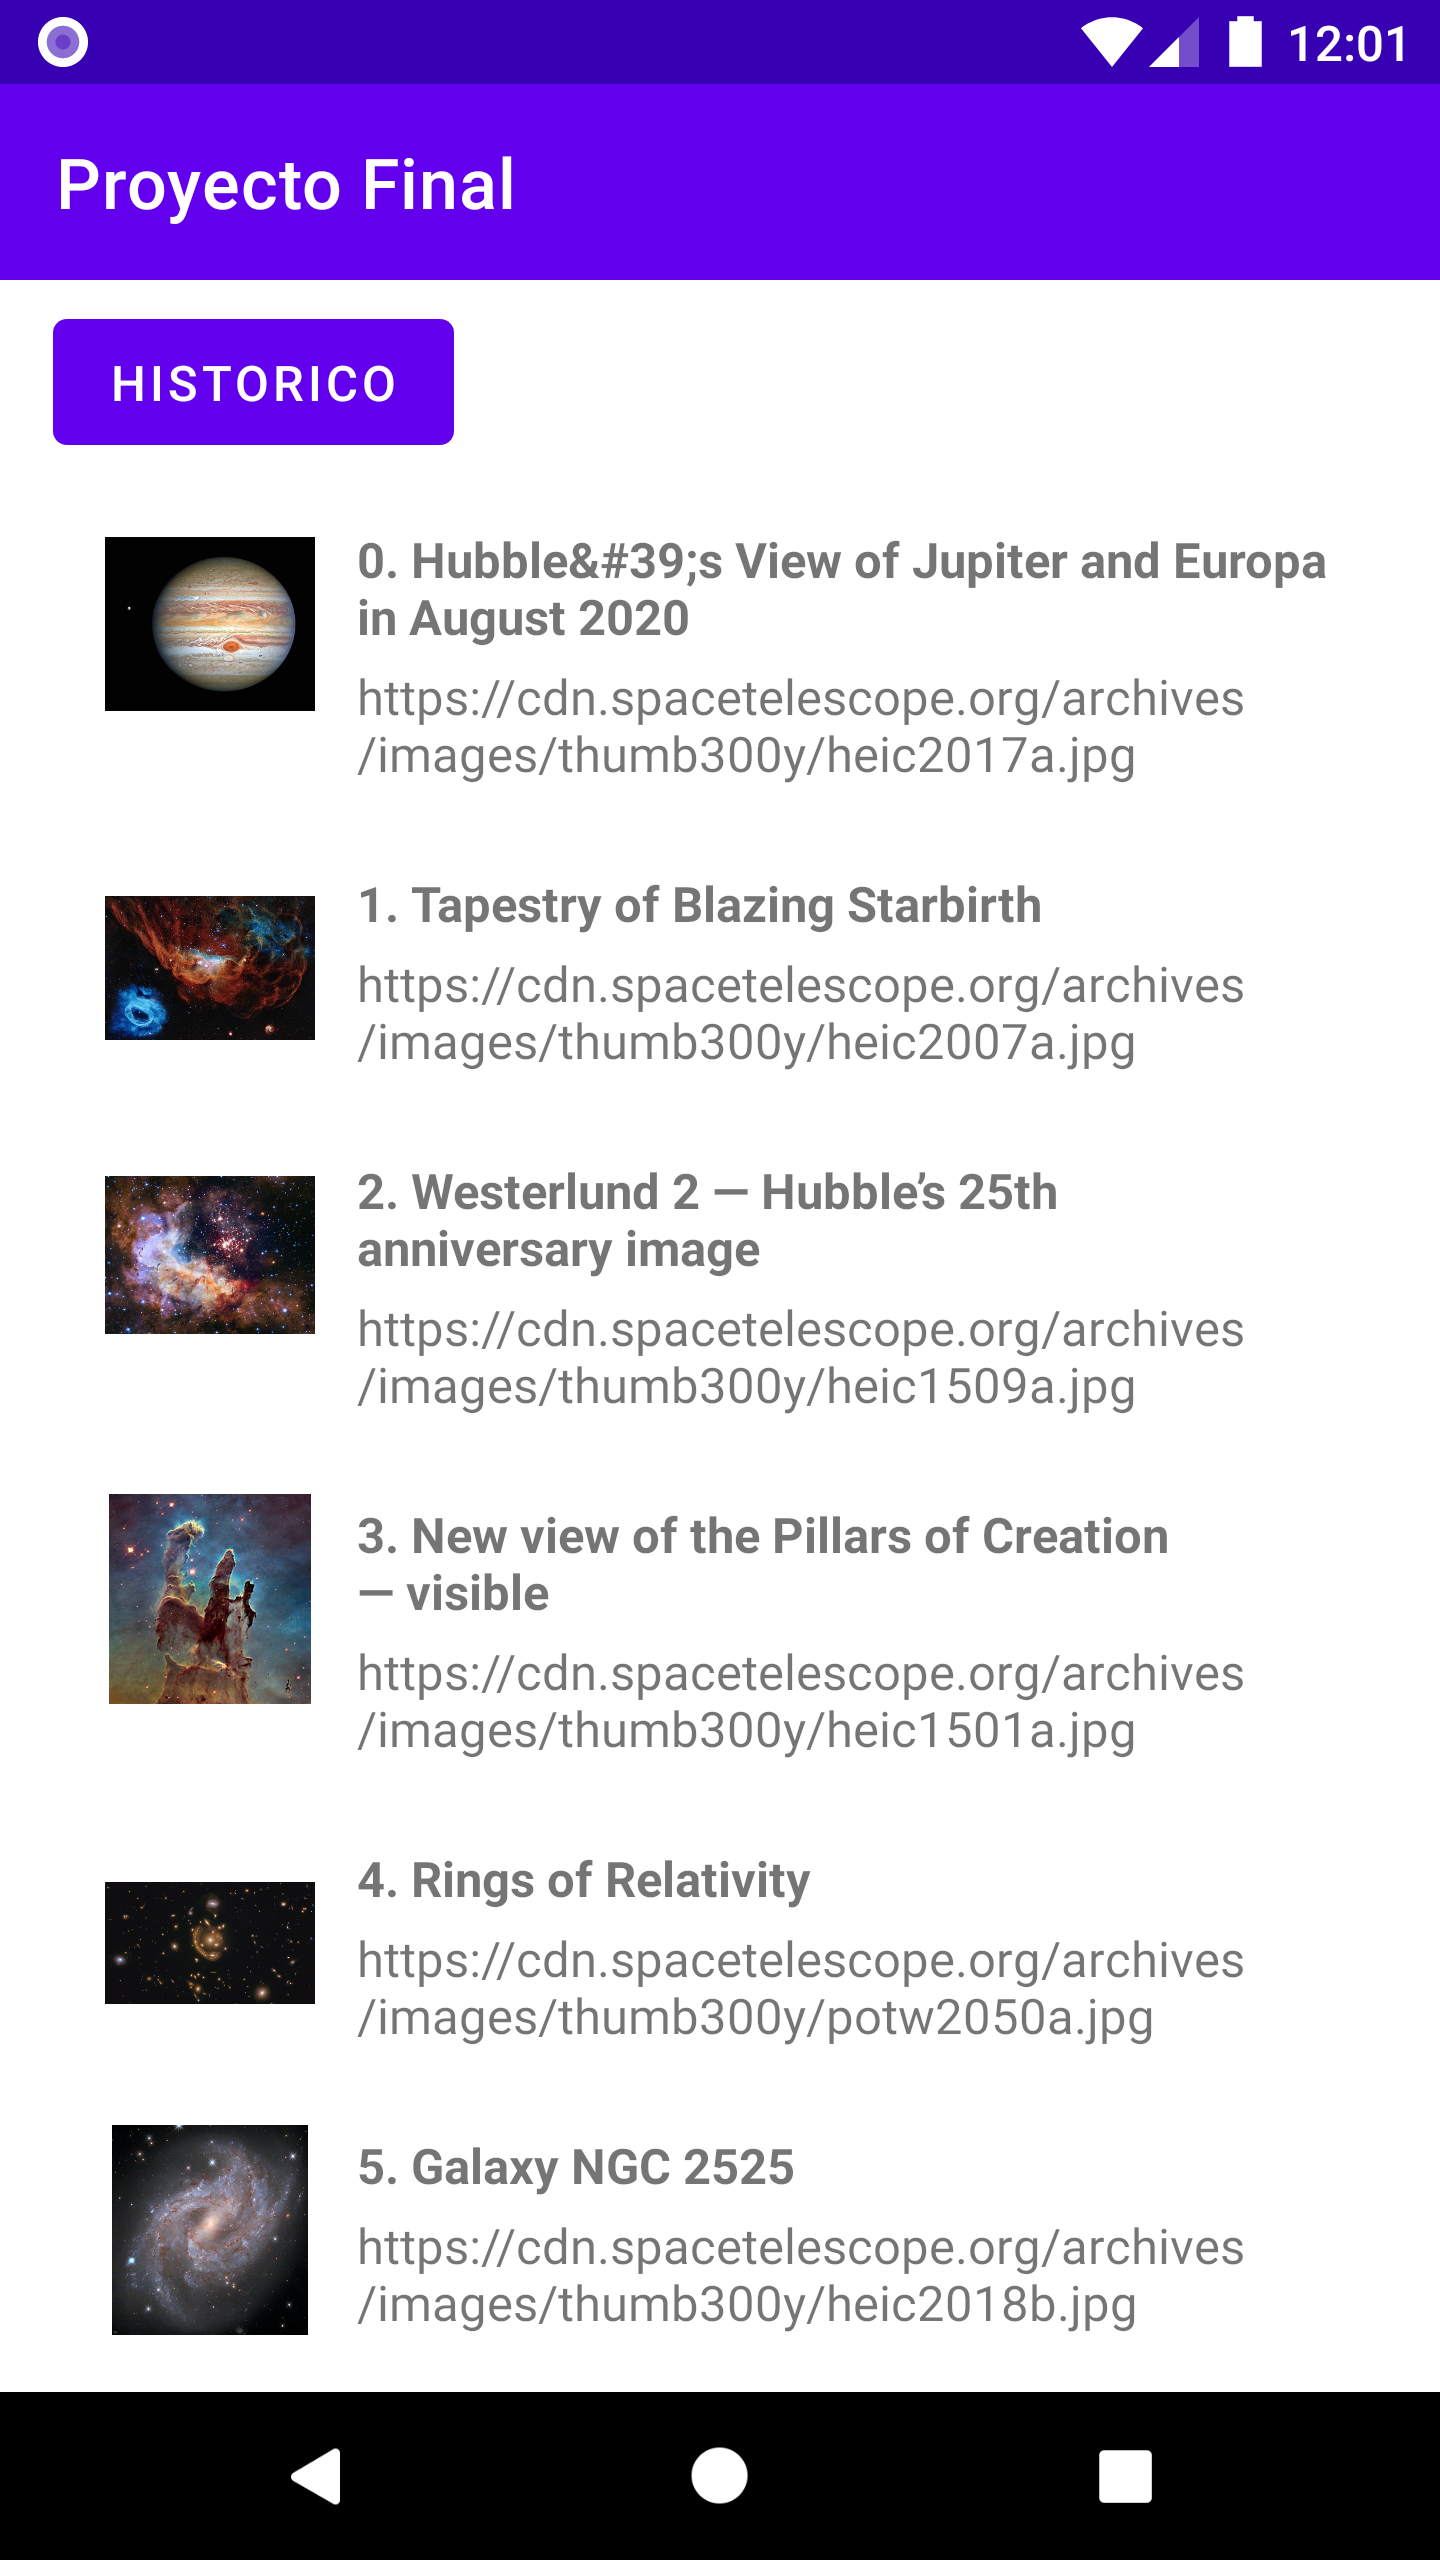 12:01
Proyecto Final
HISTORICO
0. Hubble&#39;s View of Jupiter and Europa
in August 2020
https://cdn.spacetelescope.org/archives
/images/thumb300y/heic2017a.jpg
1. Tapestry of Blazing Starbirth
https://cdn.spacetelescope.org/archives
/images/thumb300y/heic2007a.jpg
2. Westerlund 2 — Hubble’s 25th
anniversary image
https://cdn.spacetelescope.org/archives
/images/thumb300y/heic1509a.jpg
3. New view of the Pillars of Creation
— visible
https://cdn.spacetelescope.org/archives
/images/thumb300y/heic1501a.jpg
4. Rings of Relativity
https://cdn.spacetelescope.org/archives
/images/thumb300y/potw2050a.jpg
5. Galaxy NGC 2525
https://cdn.spacetelescope.org/archives
/images/thumb300y/heic2018b.jpg